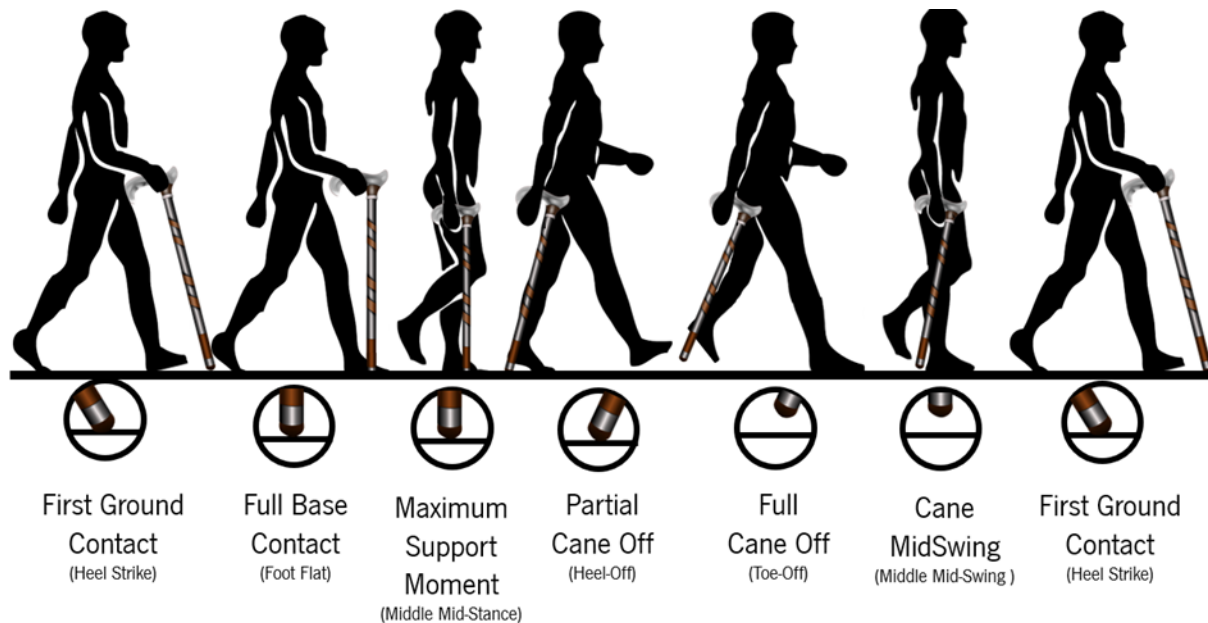 First Ground
Contact
(Heel Strike)
Full Base
Contact
(Foot Flat)
Maximum
Support
Moment
(Middle Mid-Stance)
Partial
Cane Off
(Heel-Off)
Full
Cane Off
(Toe-Off)
Cane
MidSwing
(Middle Mid-Swing )
First Ground
Contact
(Heel Strike)